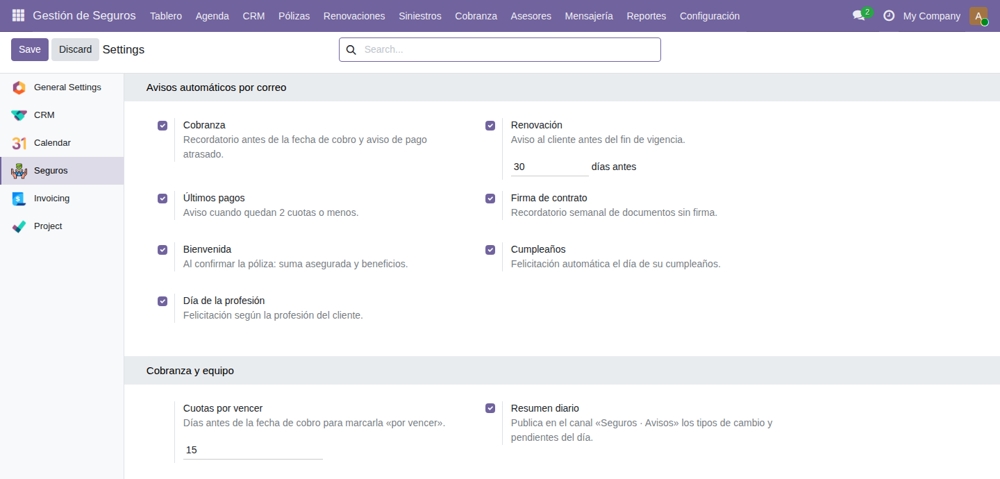 Gestión de Seguros Tablero Agenda CRM Pólizas Renovaciones Siniestros Cobranza Asesores Mensajería Reportes Configuración 2 My Company A
Save Discard Settings Search...
General Settings
CRM
31 Calendar
Seguros
$ Invoicing
Project
Avisos automáticos por correo
Cobranza
Recordatorio antes de la fecha de cobro y aviso de pago
atrasado.
Renovación
Aviso al cliente antes del fin de vigencia.
30 días antes
Últimos pagos
Aviso cuando quedan 2 cuotas o menos.
Firma de contrato
Recordatorio semanal de documentos sin firma.
Bienvenida
Al confirmar la póliza: suma asegurada y beneficios.
Cumpleaños
Felicitación automática el día de su cumpleaños.
Día de la profesión
Felicitación según la profesión del cliente.
Cobranza y equipo
Cuotas por vencer
Días antes de la fecha de cobro para marcarla «por vencer».
15
Resumen diario
Publica en el canal «Seguros · Avisos» los tipos de cambio y
pendientes del día.